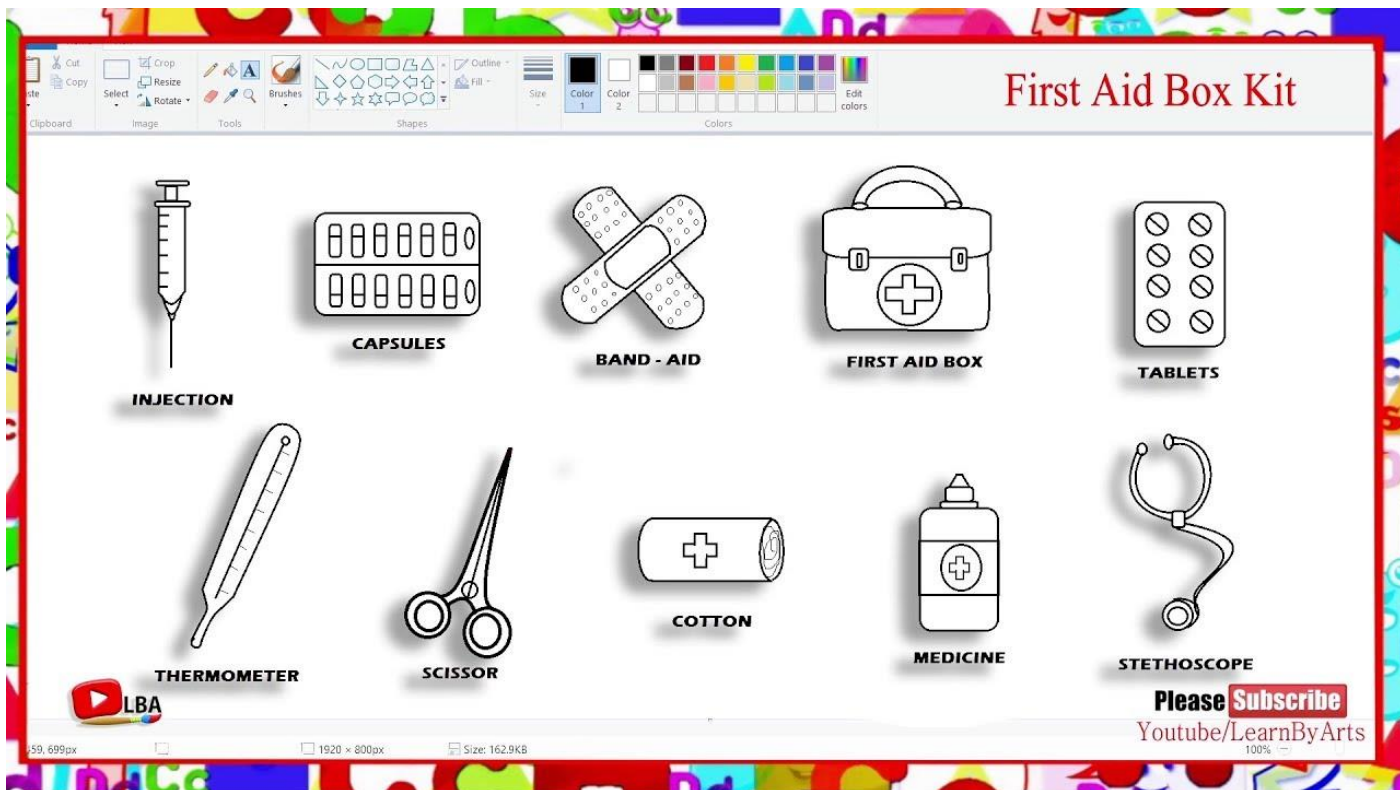 Cut
Copy
Clipboard
Select
Crop
Resize
Rotate
Image
A
Tools
Brushes
Outline
Fill
Shapes
Size
Color
1
Color
2
Edit
colors
Colors
First Aid Box Kit
INJECTION
CAPSULES
BAND - AID
FIRST AID BOX
TABLETS
THERMOMETER
SCISSOR
COTTON
MEDICINE
STETHOSCOPE
LBA
Please Subscribe
Youtube/LearnByArts
699px
1920 × 800px
Size: 162.9KB
100%